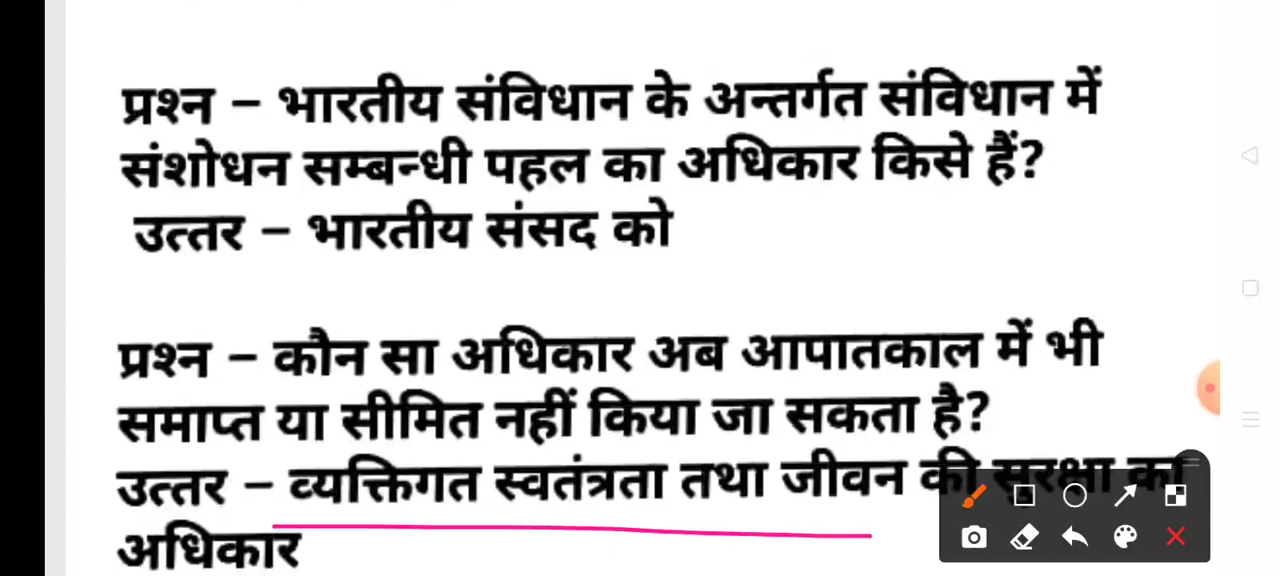 प्रश्न – भारतीय संविधान के अन्तर्गत संविधान में
संशोधन सम्बन्धी पहल का अधिकार किसे हैं?
उत्तर – भारतीय संसद को
प्रश्न – कौन सा अधिकार अब आपातकाल में भी
समाप्त या सीमित नहीं किया जा सकता है?
उत्तर – व्यक्तिगत स्वतंत्रता तथा जीवन की सुरक्षा का
अधिकार